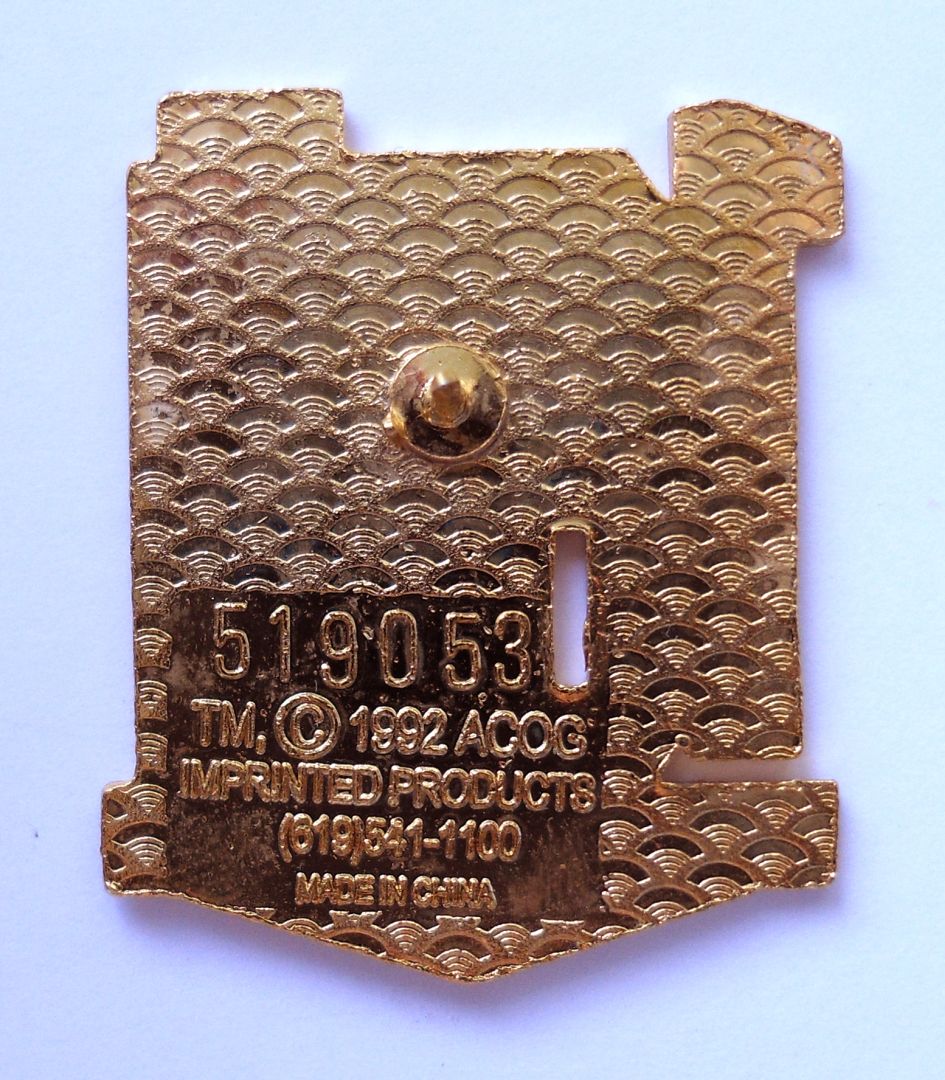 519053
TM, © 1992 ACOG
IMPRINTED PRODUCTS
(619)541-1100
MADE IN CHINA